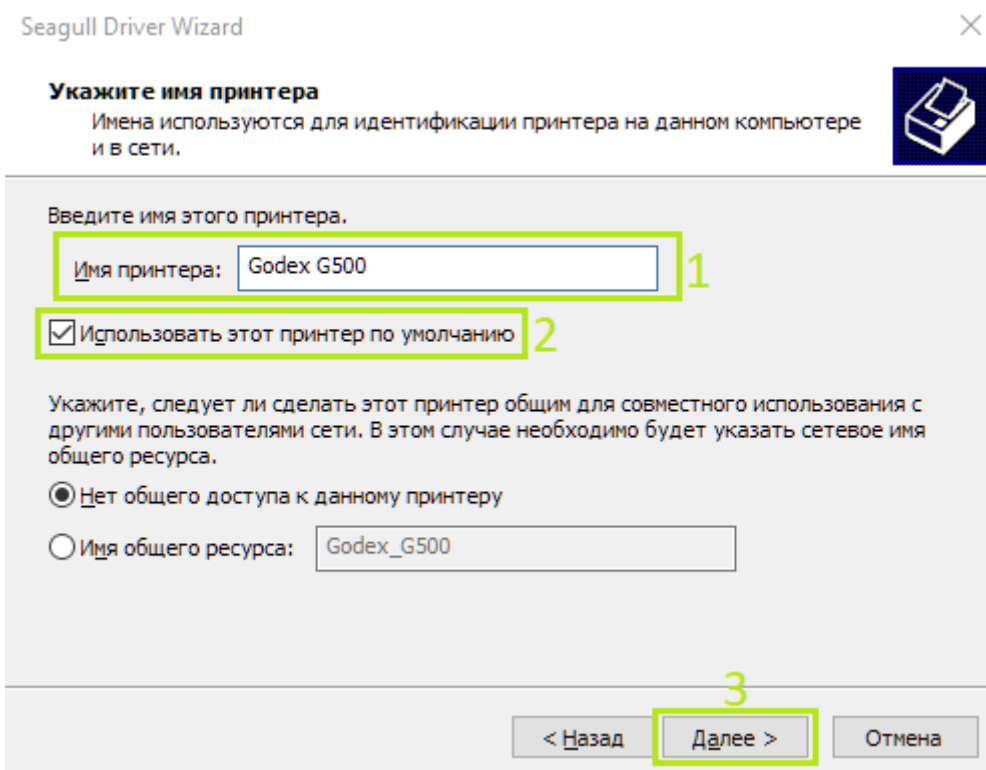 Seagull Driver Wizard
Укажите имя принтера
Имена используются для идентификации принтера на данном компьютере
и в сети.
Введите имя этого принтера.
Имя принтера: Godex G500 1
Использовать этот принтер по умолчанию 2
Укажите, следует ли сделать этот принтер общим для совместного использования с
другими пользователями сети. В этом случае необходимо будет указать сетевое имя
общего ресурса.
Нет общего доступа к данному принтеру
Имя общего ресурса: Godex_G500
3
< Назад Далее > Отмена